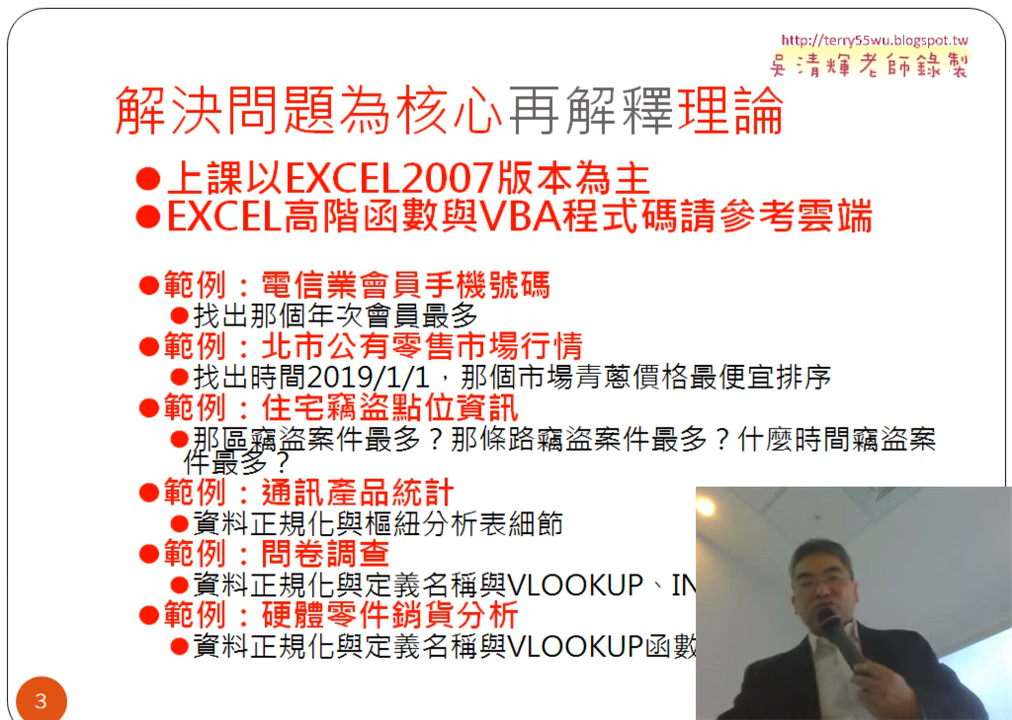 http://terry55wu.blogspot.tw
吳清輝老師錄製
解決問題為核心再解釋理論
●上課以EXCEL2007版本為主
●EXCEL高階函數與VBA程式碼請參考雲端
●範例：電信業會員手機號碼
●找出那個年次會員最多
●範例：北市公有零售市場行情
●找出時間2019/1/1，那個市場青蔥價格最便宜排序
●範例：住宅竊盜點位資訊
●那區竊盜案件最多？那條路竊盜案件最多？什麼時間竊盜案
件最多？
●範例：通訊產品統計
●資料正規化與樞紐分析表細節
●範例：問卷調查
●資料正規化與定義名稱與VLOOKUP、IN
●範例：硬體零件銷貨分析
●資料正規化與定義名稱與VLOOKUP函數
3